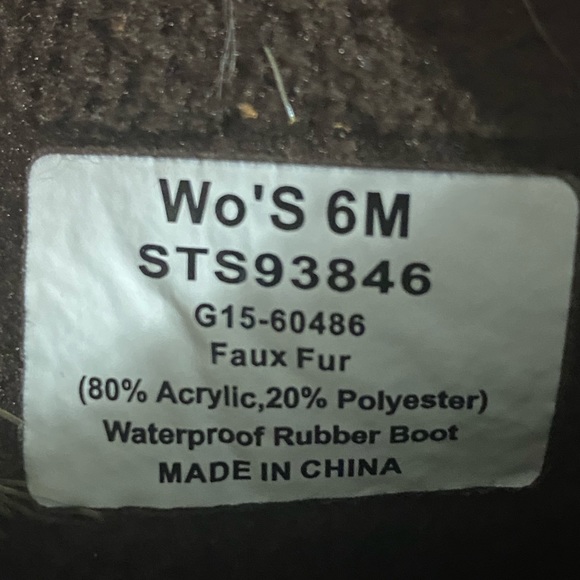 Wo'S 6M
STS93846
G15-60486
Faux Fur
(80% Acrylic,20% Polyester)
Waterproof Rubber Boot
MADE IN CHINA